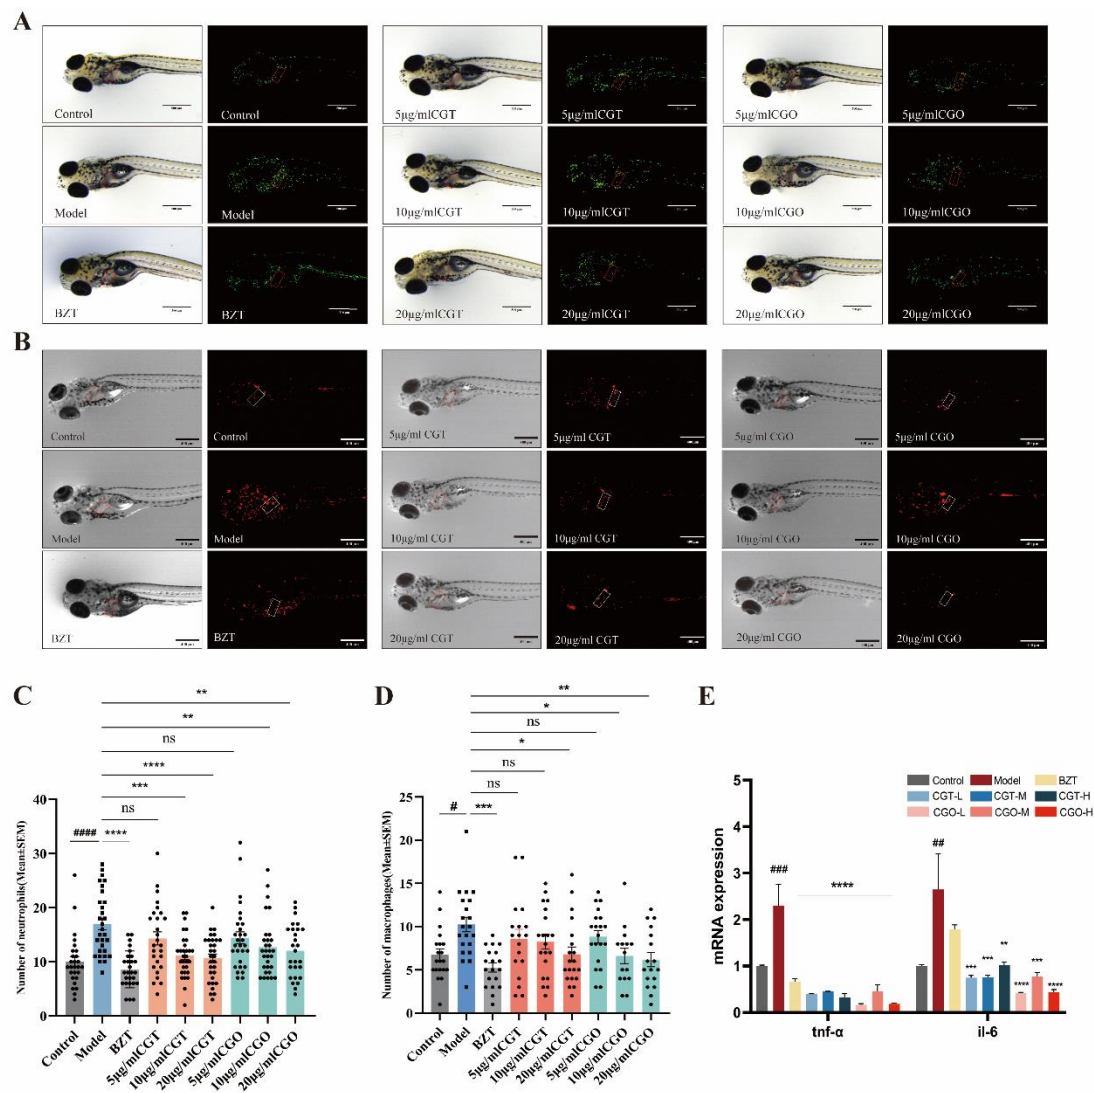 A
Control Control 5μg/mlCGT 5μg/mlCGT 5μg/mlCGO 5μg/mlCGO
Model Model 10μg/mlCGT 10μg/mlCGT 10μg/mlCGO 10μg/mlCGO
BZT BZT 20μg/mlCGT 20μg/mlCGT 20μg/mlCGO 20μg/mlCGO
B
Control Control 5μg/ml CGT 5μg/ml CGT 5μg/ml CGO 5μg/ml CGO
Model Model 10μg/ml CGT 10μg/ml CGT 10μg/ml CGO 10μg/ml CGO
BZT BZT 20μg/ml CGT 20μg/ml CGT 20μg/ml CGO 20μg/ml CGO
C
**
**
ns
****
***
ns
#### ****
Number of neutrophils(Mean±SEM)
40
30
20
10
0
Control Model BZT 5μg/mlCGT 10μg/mlCGT 20μg/mlCGT 5μg/mlCGO 10μg/mlCGO 20μg/mlCGO
D
**
*
ns
*
ns
ns
# ***
Number of macrophages(Mean±SEM)
25
20
15
10
5
0
Control Model BZT 5μg/mlCGT 10μg/mlCGT 20μg/mlCGT 5μg/mlCGO 10μg/mlCGO 20μg/mlCGO
E
Control Model BZT
CGT-L CGT-M CGT-H
CGO-L CGO-M CGO-H
mRNA expression
5
4
3
2
1
0
### **** ## *** *** ** **** *** ****
tnf-α il-6